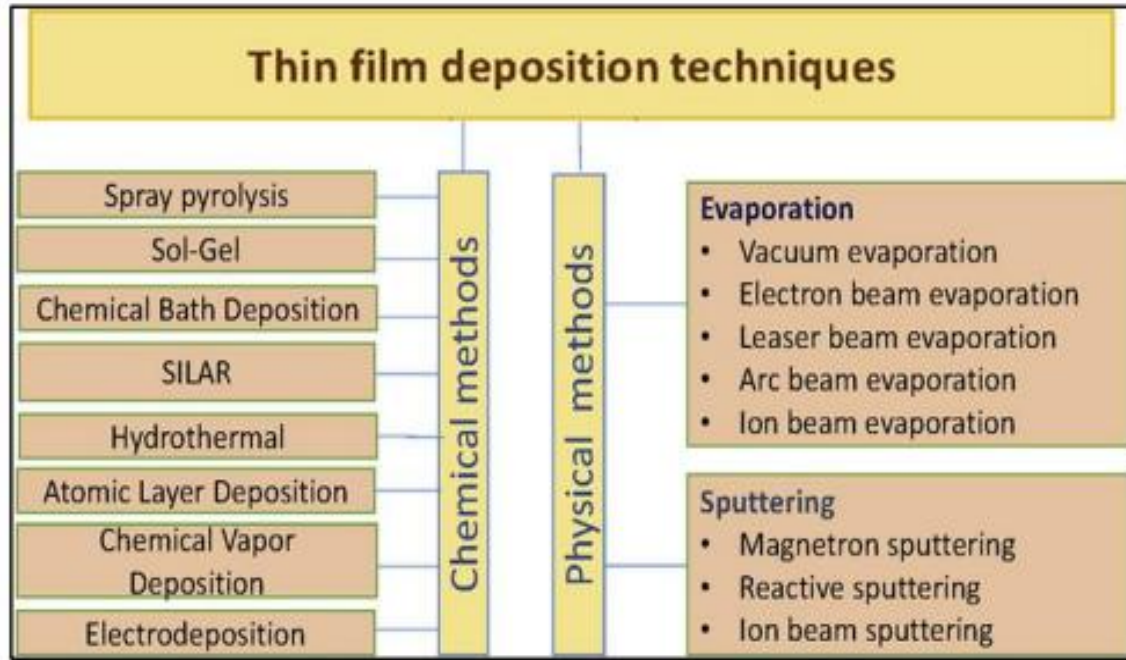 Thin film deposition techniques
Spray pyrolysis
Sol-Gel
Chemical Bath Deposition
SILAR
Hydrothermal
Atomic Layer Deposition
Chemical Vapor
Deposition
Electrodeposition
Chemical methods
Physical methods
Evaporation
• Vacuum evaporation
• Electron beam evaporation
• Leaser beam evaporation
• Arc beam evaporation
• Ion beam evaporation
Sputtering
• Magnetron sputtering
• Reactive sputtering
• Ion beam sputtering